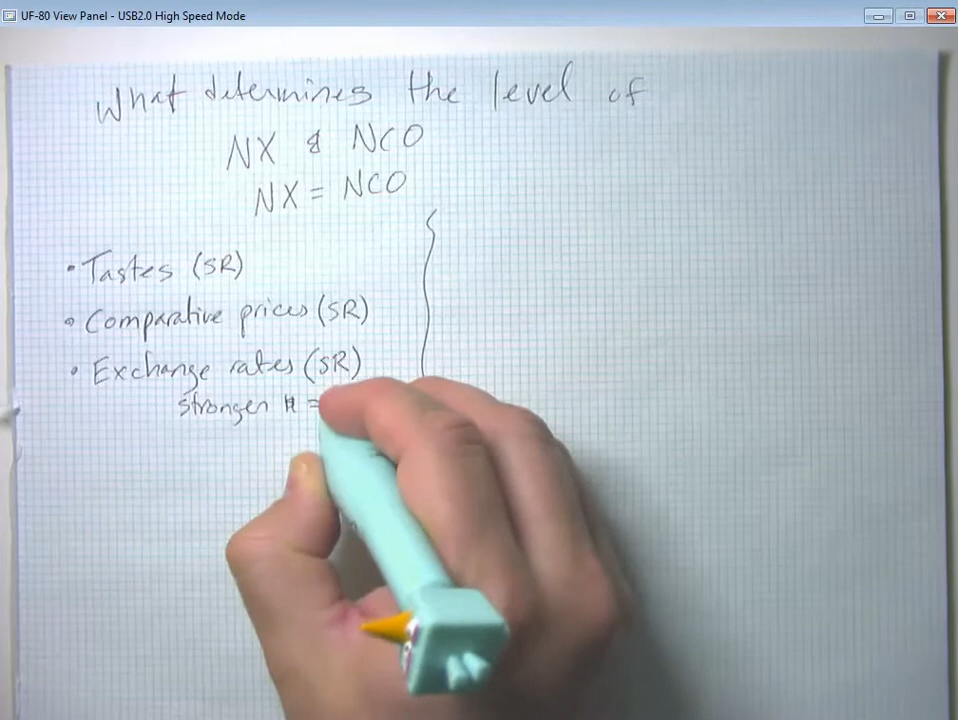 UF-80 View Panel - USB2.0 High Speed Mode
What determines the level of
NX & NCO
NX = NCO
• Tastes (SR)
• Comparative prices (SR)
• Exchange rates (SR)
stronger =